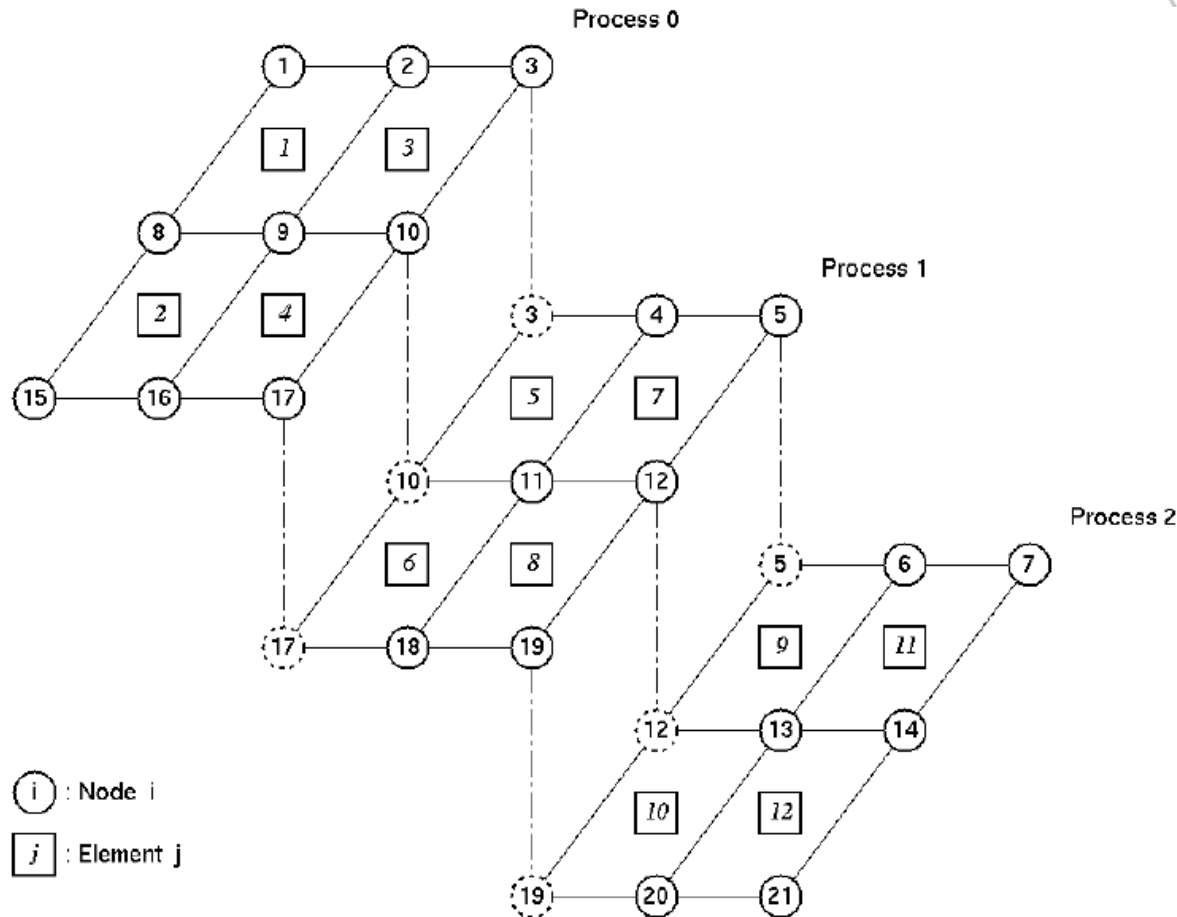 Process 0
1 2 3
1 3
8 9 10
Process 1
2 4
3 4 5
15 16 17
5 7
10 11 12
Process 2
6 8
5 6 7
17 18 19
9 11
12 13 14
i : Node i
10 12
j : Element j
19 20 21